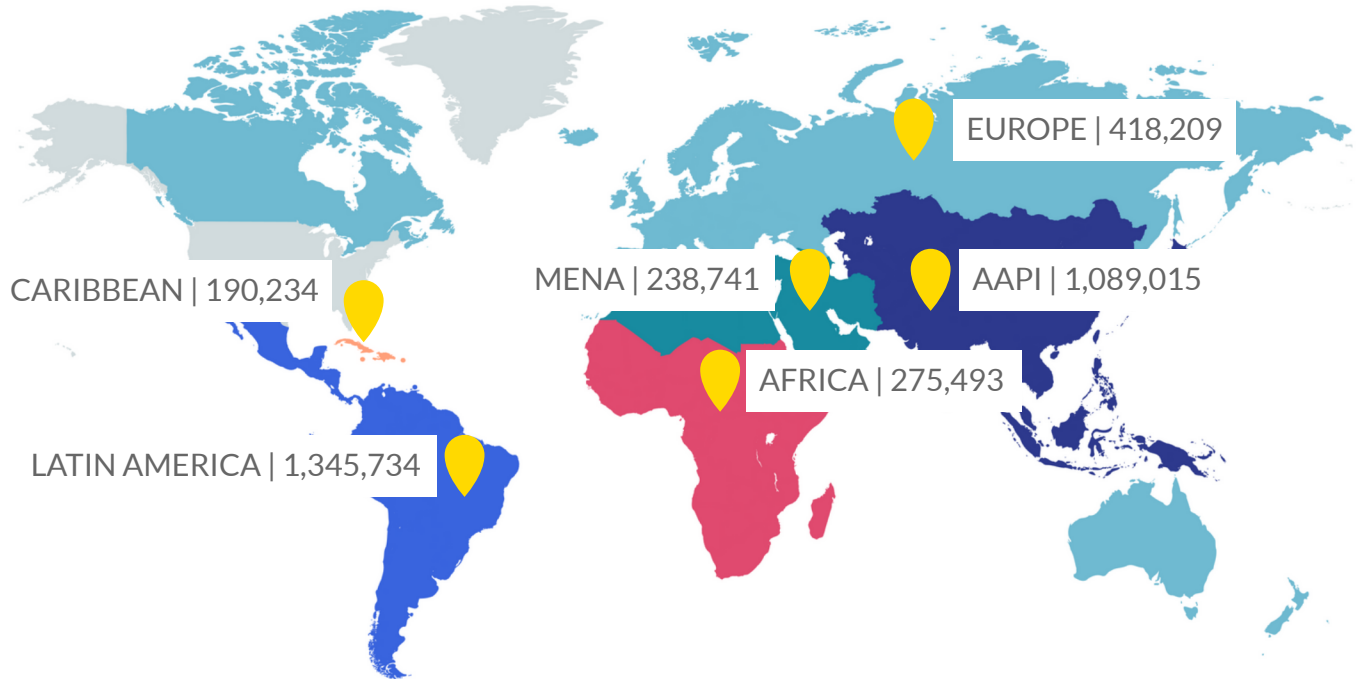 EUROPE | 418,209
CARIBBEAN | 190,234
MENA | 238,741
AAPI | 1,089,015
AFRICA | 275,493
LATIN AMERICA | 1,345,734